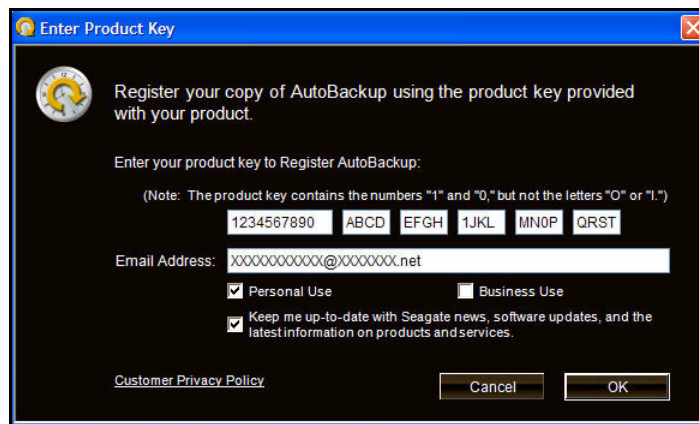 Enter Product Key
Register your copy of AutoBackup using the product key provided
with your product.
Enter your product key to Register AutoBackup:
(Note: The product key contains the numbers "1" and "0," but not the letters "O" or "I.")
1234567890 ABCD EFGH 1JKL MN0P QRST
Email Address: XXXXXXXXXXX@XXXXXXX.net
Personal Use Business Use
Keep me up-to-date with Seagate news, software updates, and the
latest information on products and services.
Customer Privacy Policy Cancel OK